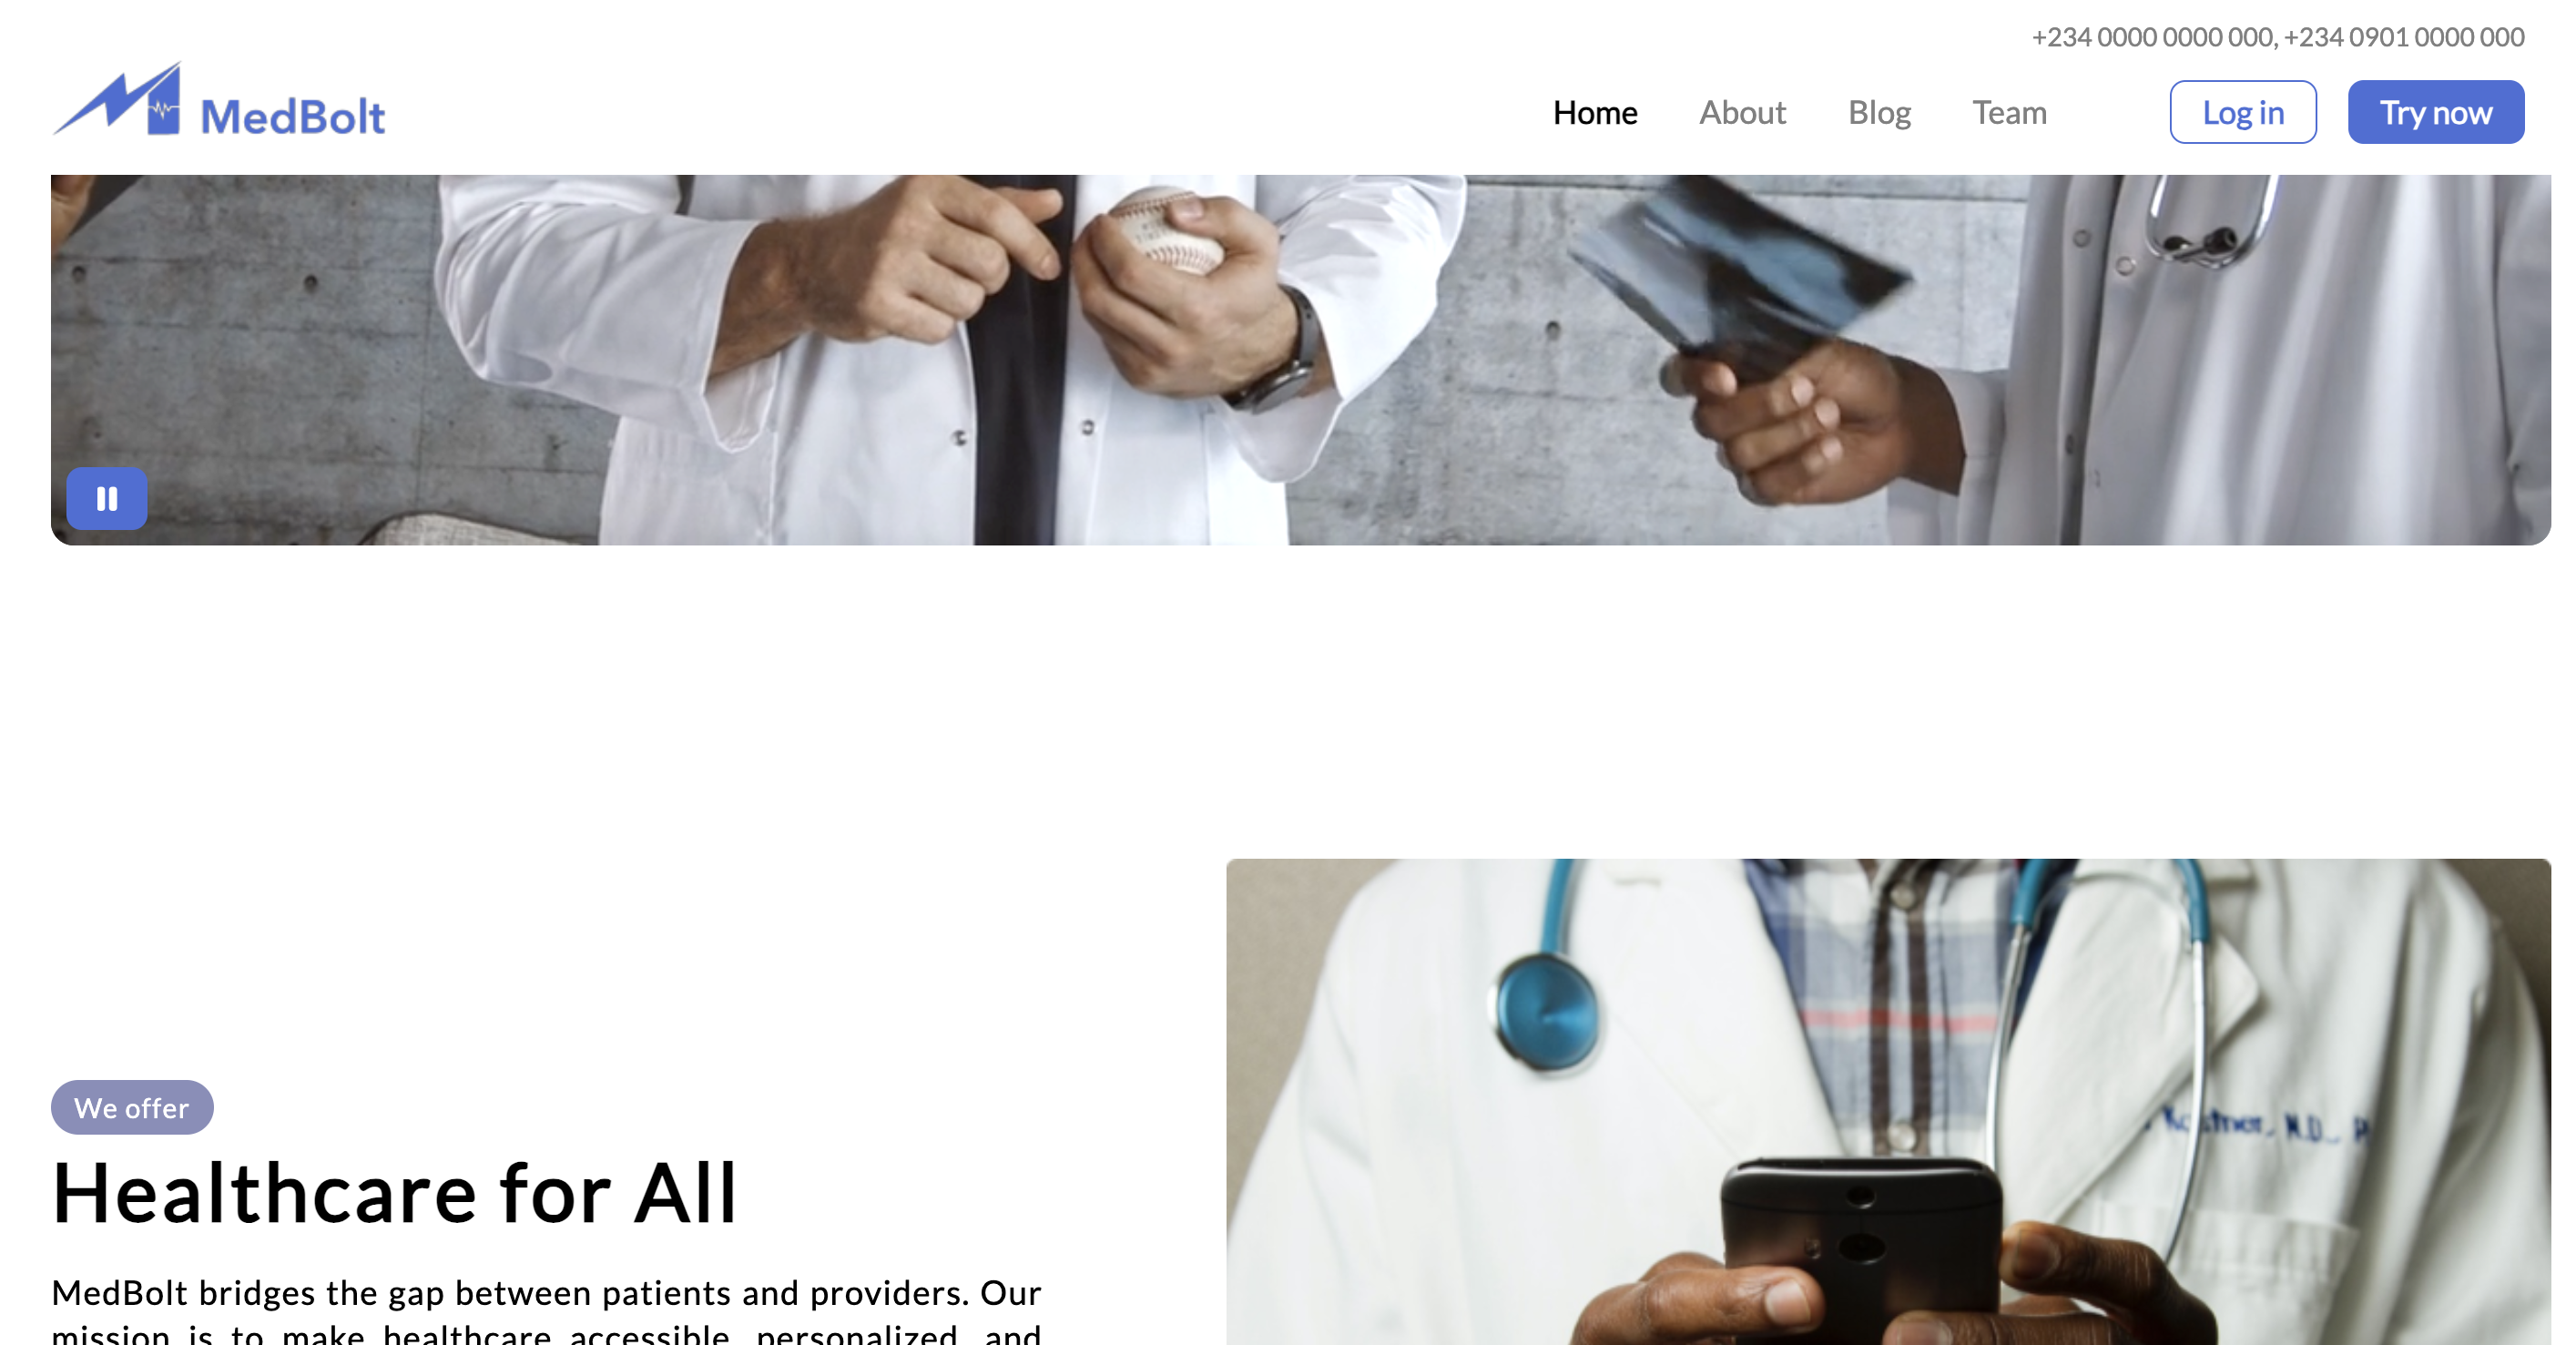 +234 0000 0000 000, +234 0901 0000 000
MedBolt
Home About Blog Team Log in Try now
We offer
Healthcare for All
MedBolt bridges the gap between patients and providers. Our
mission is to make healthcare accessible, personalized, and